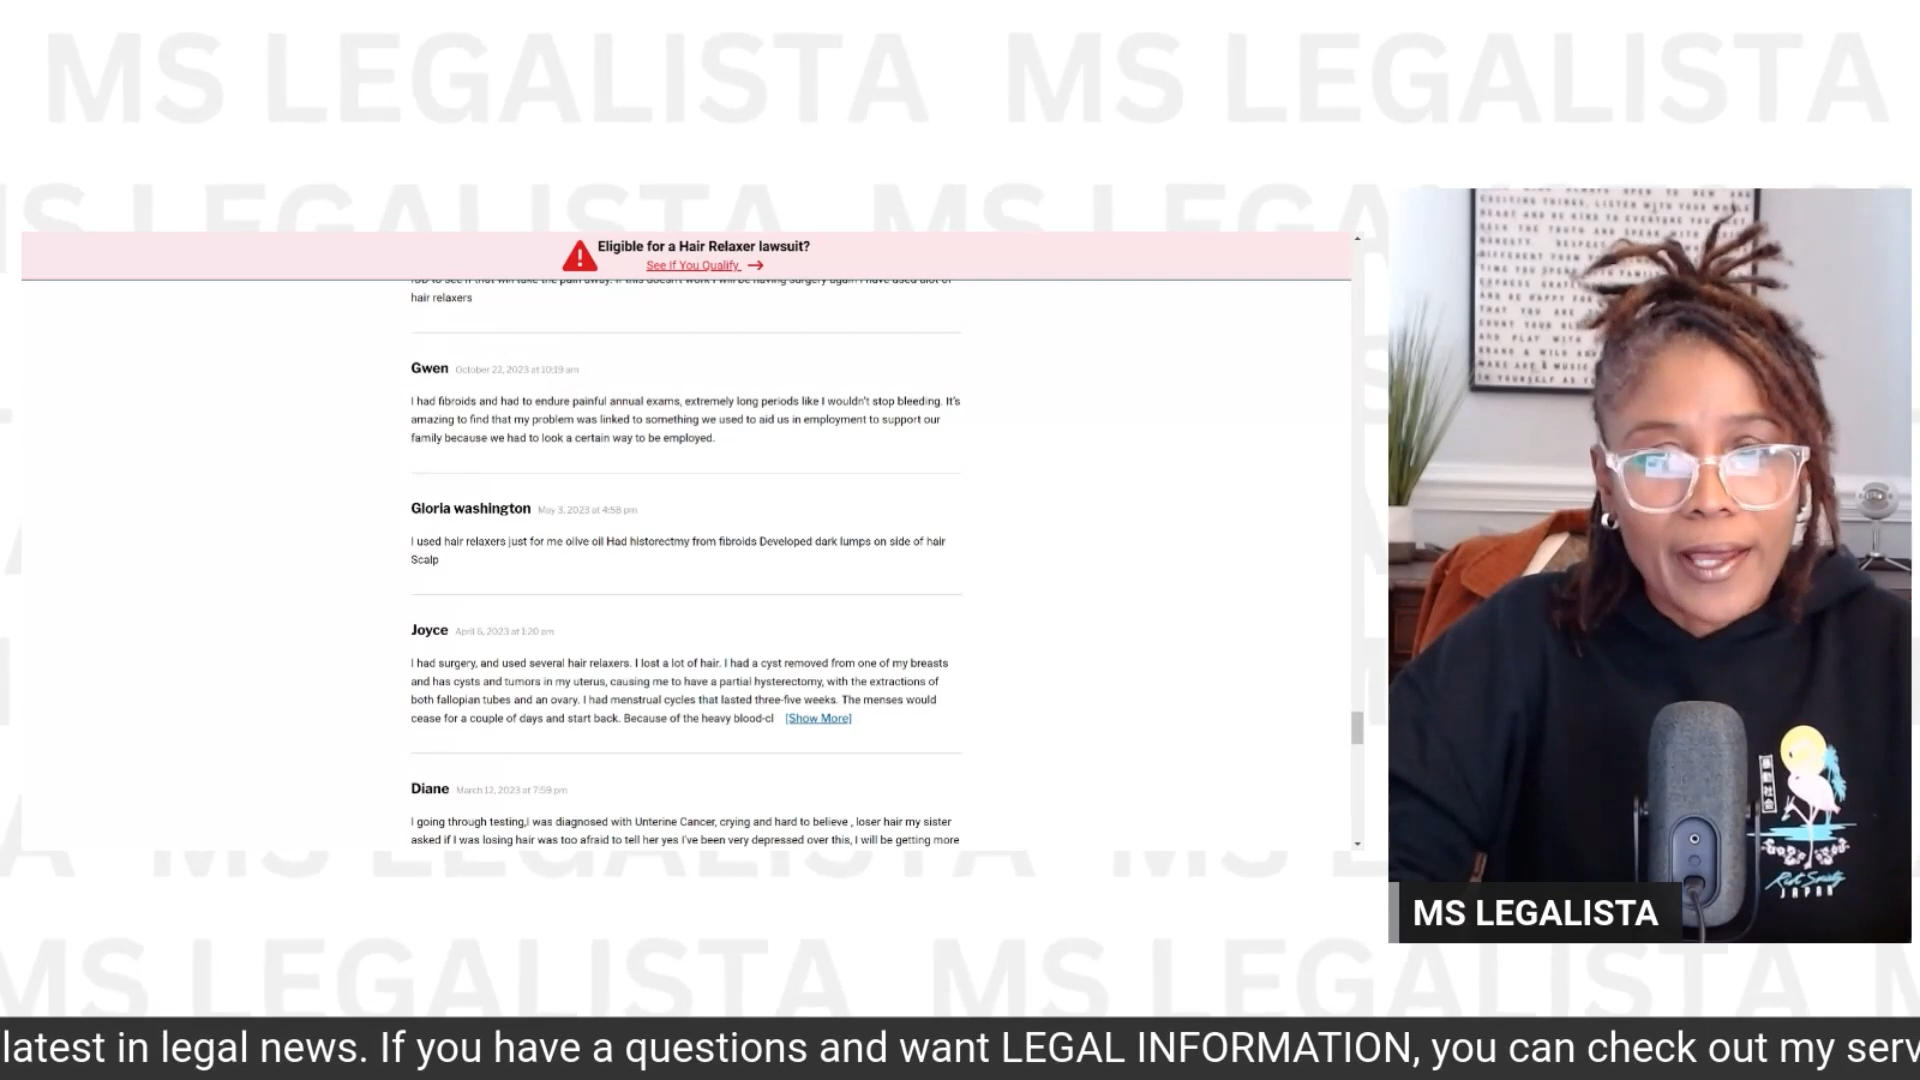 MS LEGALISTA MS LEGALISTA
S LEGALISTA MS LEGA
Eligible for a Hair Relaxer lawsuit?
See If You Qualify →
hair relaxers
Gwen October 22, 2023 at 10:19 am
I had fibroids and had to endure painful annual exams, extremely long periods like I wouldn't stop bleeding. It's
amazing to find that my problem was linked to something we used to aid us in employment to support our
family because we had to look a certain way to be employed.
Gloria washington May 3, 2023 at 4:58 pm
I used hair relaxers just for me olive oil Had historectmy from fibroids Developed dark lumps on side of hair
Scalp
Joyce April 6, 2023 at 1:20 am
I had surgery, and used several hair relaxers. I lost a lot of hair. I had a cyst removed from one of my breasts
and has cysts and tumors in my uterus, causing me to have a partial hysterectomy, with the extractions of
both fallopian tubes and an ovary. I had menstrual cycles that lasted three-five weeks. The menses would
cease for a couple of days and start back. Because of the heavy blood-cl [Show More]
Diane March 12, 2023 at 7:59 pm
I going through testing,I was diagnosed with Unterine Cancer, crying and hard to believe , loser hair my sister
asked if I was losing hair was too afraid to tell her yes I've been very depressed over this, I will be getting more
JAPAN
MS LEGALISTA
MS LEGALISTA MS LEGALISTA
latest in legal news. If you have a questions and want LEGAL INFORMATION, you can check out my serv